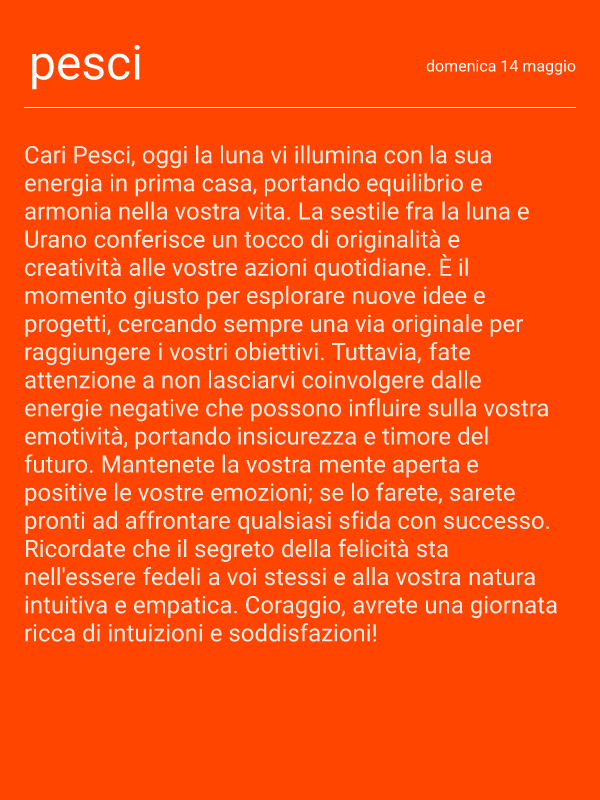 pesci
domenica 14 maggio
Cari Pesci, oggi la luna vi illumina con la sua
energia in prima casa, portando equilibrio e
armonia nella vostra vita. La sestile fra la luna e
Urano conferisce un tocco di originalità e
creatività alle vostre azioni quotidiane. È il
momento giusto per esplorare nuove idee e
progetti, cercando sempre una via originale per
raggiungere i vostri obiettivi. Tuttavia, fate
attenzione a non lasciarvi coinvolgere dalle
energie negative che possono influire sulla vostra
emotività, portando insicurezza e timore del
futuro. Mantenete la vostra mente aperta e
positive le vostre emozioni; se lo farete, sarete
pronti ad affrontare qualsiasi sfida con successo.
Ricordate che il segreto della felicità sta
nell'essere fedeli a voi stessi e alla vostra natura
intuitiva e empatica. Coraggio, avrete una giornata
ricca di intuizioni e soddisfazioni!